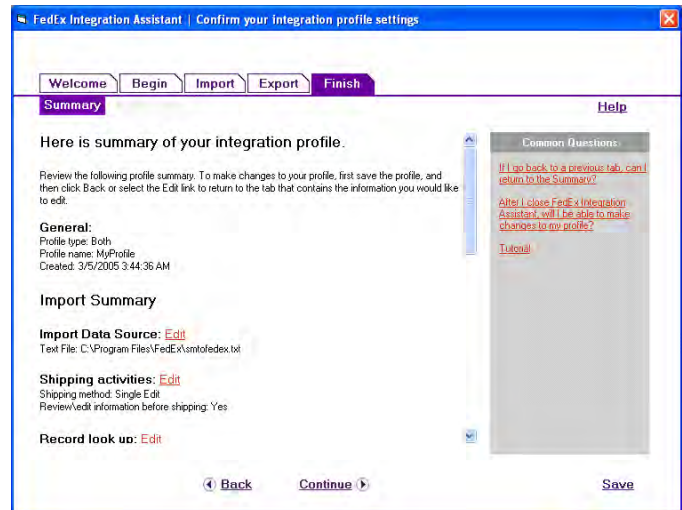 FedEx Integration Assistant | Confirm your integration profile settings
Welcome Begin Import Export Finish
Summary
Help
Here is summary of your integration profile.
Review the following profile summary. To make changes to your profile, first save the profile, and
then click Back or select the Edit link to return to the tab that contains the information you would like
to edit.
General:
Profile type: Both
Profile name: MyProfile
Created: 3/5/2005 3:44:36 AM
Import Summary
Import Data Source: Edit
Text File: C:\Program Files\FedEx\smtofedex.txt
Shipping activities: Edit
Shipping method: Single Edit
Review\edit information before shipping: Yes
Record look up: Edit
Common Questions:
If I go back to a previous tab, can I
return to the Summary?
After I close FedEx Integration
Assistant, will I be able to make
changes to my profile?
Tutorial
Back Continue Save